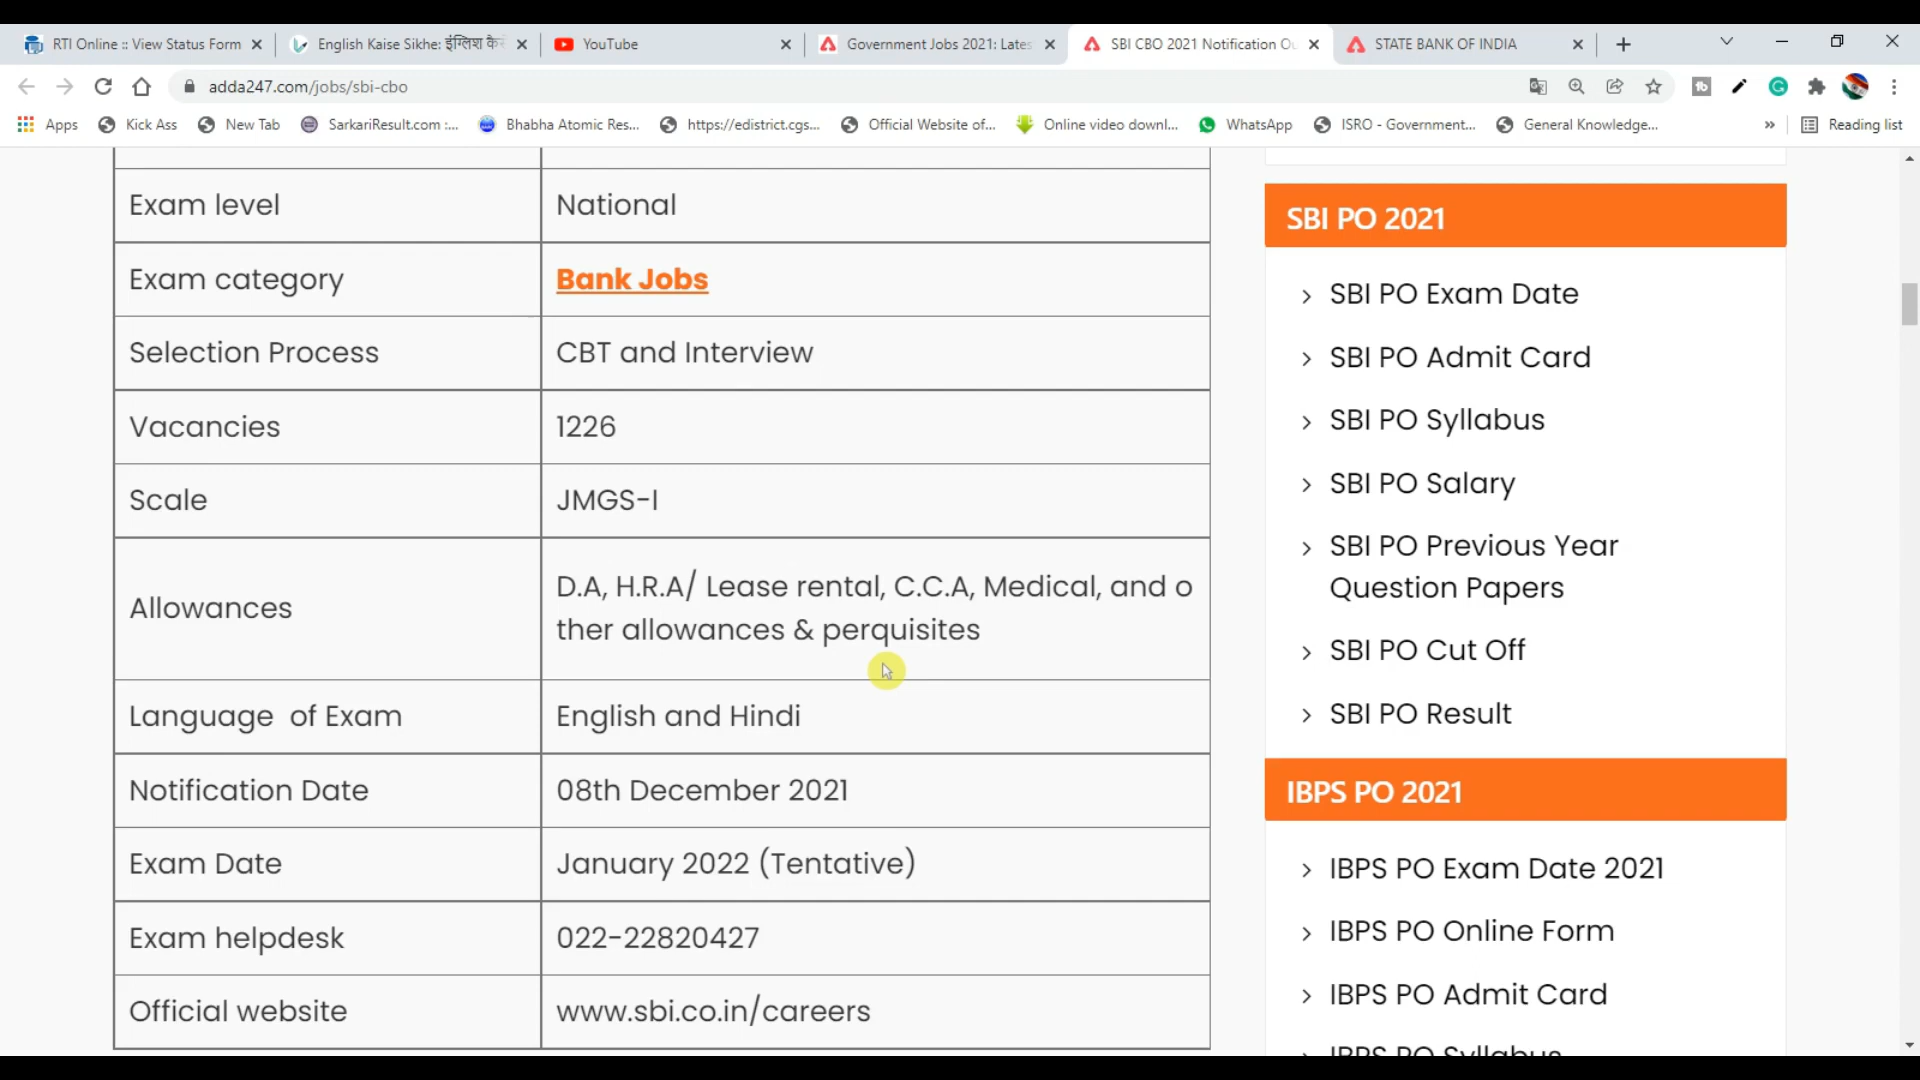 RTI Online :: View Status Form
English Kaise Sikhe: इंग्लिश कै
YouTube
Government Jobs 2021: Lates
SBI CBO 2021 Notification Ou
STATE BANK OF INDIA
adda247.com/jobs/sbi-cbo
Apps
Kick Ass
New Tab
SarkariResult.com :...
Bhabha Atomic Res...
https://edistrict.cgs...
Official Website of...
Online video downl...
WhatsApp
ISRO - Government...
General Knowledge...
»
Reading list
Exam level National
Exam category Bank Jobs
Selection Process CBT and Interview
Vacancies 1226
Scale JMGS-I
Allowances D.A, H.R.A/ Lease rental, C.C.A, Medical, and o
ther allowances & perquisites
Language of Exam English and Hindi
Notification Date 08th December 2021
Exam Date January 2022 (Tentative)
Exam helpdesk 022-22820427
Official website www.sbi.co.in/careers
SBI PO 2021
SBI PO Exam Date
SBI PO Admit Card
SBI PO Syllabus
SBI PO Salary
SBI PO Previous Year
Question Papers
SBI PO Cut Off
SBI PO Result
IBPS PO 2021
IBPS PO Exam Date 2021
IBPS PO Online Form
IBPS PO Admit Card
IBPS PO Syllabus